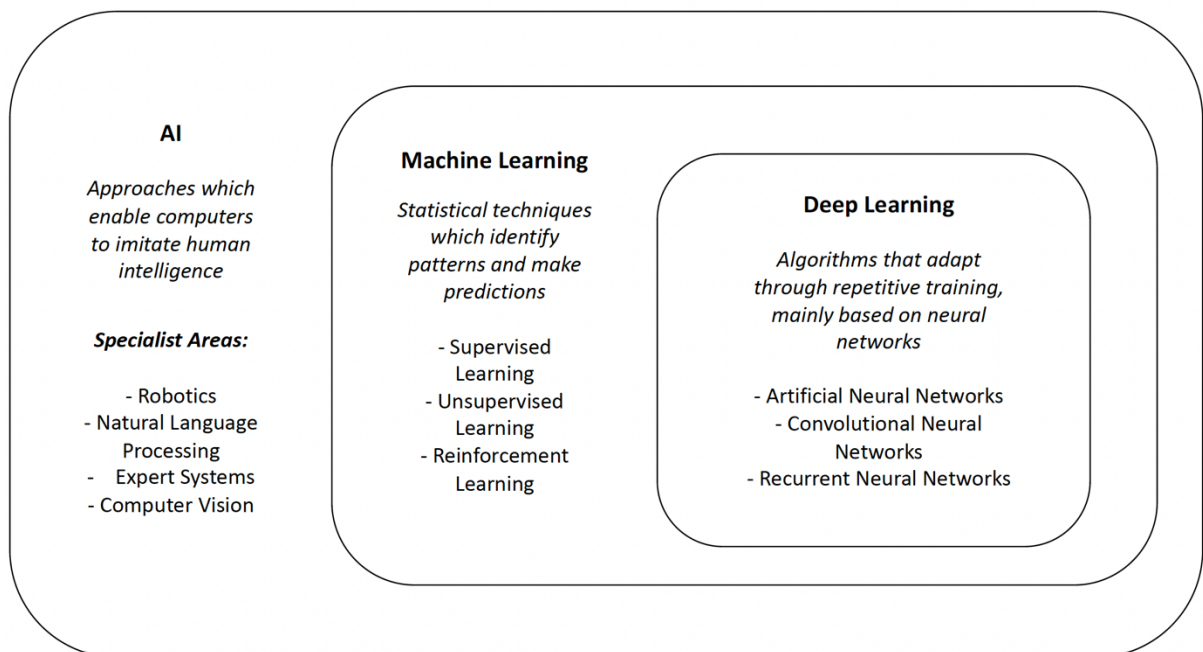 AI
Approaches which
enable computers
to imitate human
intelligence
Specialist Areas:
- Robotics
- Natural Language
Processing
- Expert Systems
- Computer Vision
Machine Learning
Statistical techniques
which identify
patterns and make
predictions
- Supervised
Learning
- Unsupervised
Learning
- Reinforcement
Learning
Deep Learning
Algorithms that adapt
through repetitive training,
mainly based on neural
networks
- Artificial Neural Networks
- Convolutional Neural
Networks
- Recurrent Neural Networks